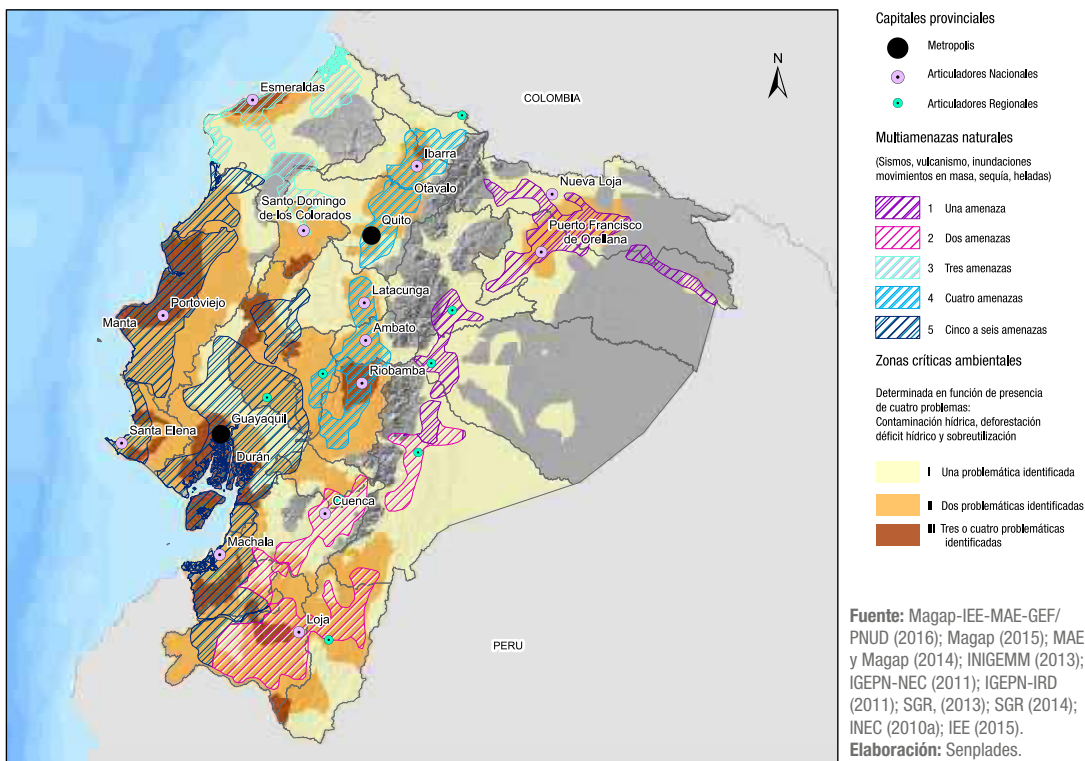 Esmeraldas
COLOMBIA
N
Ibarra
Otavalo
Nueva Loja
Santo Domingo
de los Colorados
Quito
Puerto Francisco
de Orellana
Latacunga
Portoviejo
Manta
Ambato
Riobamba
Guayaquil
Santa Elena
Durán
Cuenca
Machala
Loja
PERU
Capitales provinciales
Metropolis
Articuladores Nacionales
Articuladores Regionales
Multiamenazas naturales
(Sismos, vulcanismo, inundaciones
movimientos en masa, sequía, heladas)
1 Una amenaza
2 Dos amenazas
3 Tres amenazas
4 Cuatro amenazas
5 Cinco a seis amenazas
Zonas críticas ambientales
Determinada en función de presencia
de cuatro problemas:
Contaminación hídrica, deforestación
déficit hídrico y sobreutilización
I Una problemática identificada
II Dos problemáticas identificadas
III Tres o cuatro problemáticas
identificadas
Fuente: Magap-IEE-MAE-GEF/
PNUD (2016); Magap (2015); MAE
y Magap (2014); INIGEMM (2013);
IGEPN-NEC (2011); IGEPN-IRD
(2011); SGR, (2013); SGR (2014);
INEC (2010a); IEE (2015).
Elaboración: Senplades.